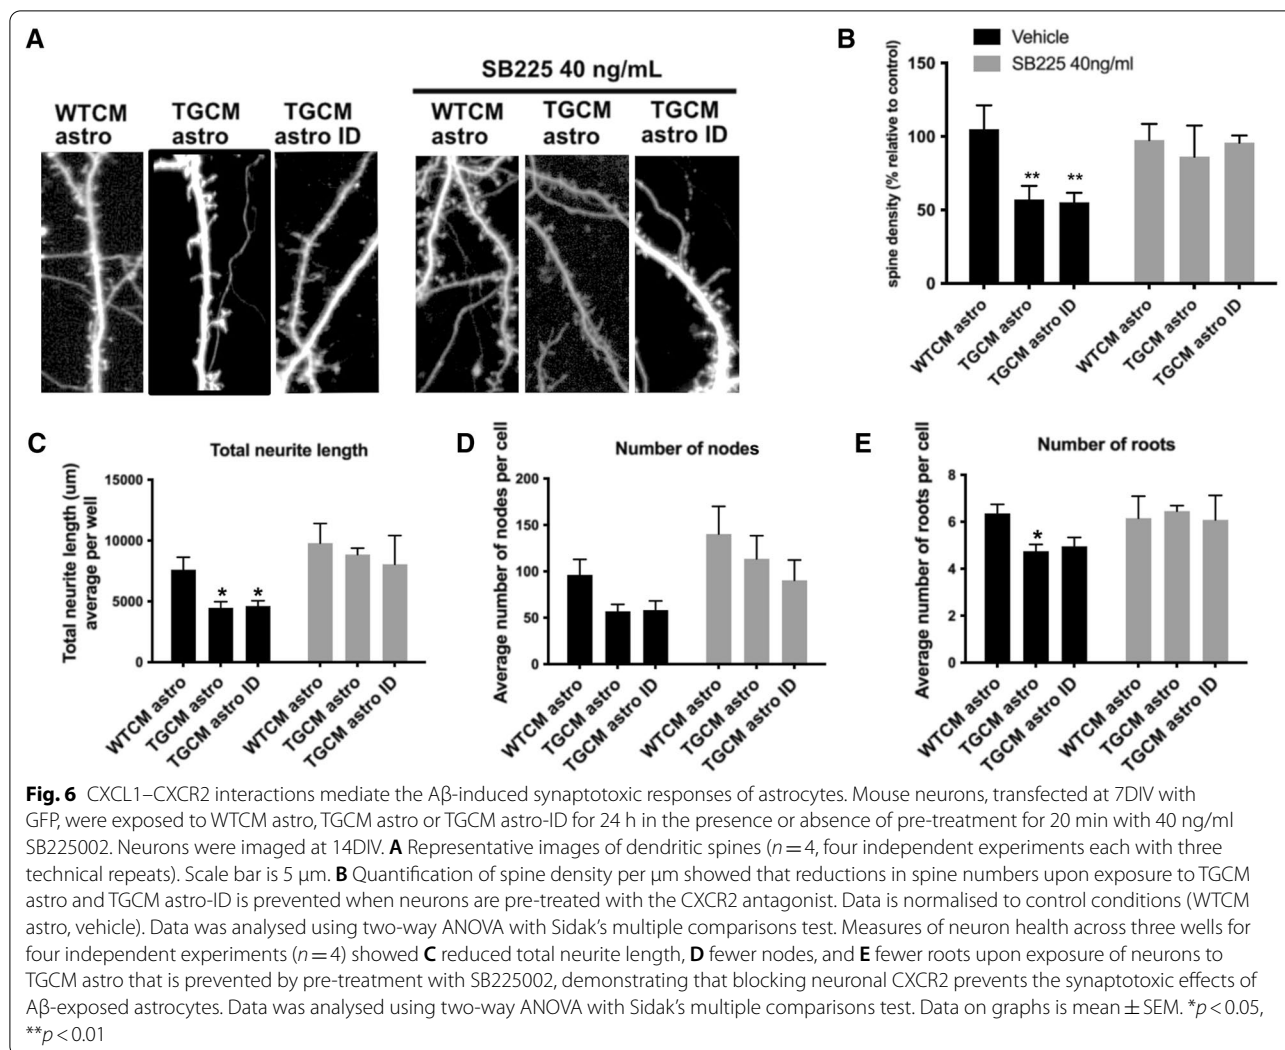 A
SB225 40 ng/mL
WTCM
astro
TGCM
astro
TGCM
astro ID
WTCM
astro
TGCM
astro
TGCM
astro ID
B
Vehicle
SB225 40ng/ml
spine density (% relative to control)
150
100
50
0
**
**
WTCM astro
TGCM astro
TGCM astro ID
WTCM astro
TGCM astro
TGCM astro ID
C
Total neurite length
Total neurite length (um)
average per well
15000
10000
5000
0
*
*
WTCM astro
TGCM astro
TGCM astro ID
WTCM astro
TGCM astro
TGCM astro ID
D
Number of nodes
Average number of nodes per cell
200
150
100
50
0
WTCM astro
TGCM astro
TGCM astro ID
WTCM astro
TGCM astro
TGCM astro ID
E
Number of roots
Average number of roots per cell
8
6
4
2
0
*
WTCM astro
TGCM astro
TGCM astro ID
WTCM astro
TGCM astro
TGCM astro ID
Fig. 6 CXCL1–CXCR2 interactions mediate the Aβ-induced synaptotoxic responses of astrocytes. Mouse neurons, transfected at 7DIV with
GFP, were exposed to WTCM astro, TGCM astro or TGCM astro-ID for 24 h in the presence or absence of pre-treatment for 20 min with 40 ng/ml
SB225002. Neurons were imaged at 14DIV. A Representative images of dendritic spines (n = 4, four independent experiments each with three
technical repeats). Scale bar is 5 μm. B Quantification of spine density per μm showed that reductions in spine numbers upon exposure to TGCM
astro and TGCM astro-ID is prevented when neurons are pre-treated with the CXCR2 antagonist. Data is normalised to control conditions (WTCM
astro, vehicle). Data was analysed using two-way ANOVA with Sidak's multiple comparisons test. Measures of neuron health across three wells for
four independent experiments (n = 4) showed C reduced total neurite length, D fewer nodes, and E fewer roots upon exposure of neurons to
TGCM astro that is prevented by pre-treatment with SB225002, demonstrating that blocking neuronal CXCR2 prevents the synaptotoxic effects of
Aβ-exposed astrocytes. Data was analysed using two-way ANOVA with Sidak's multiple comparisons test. Data on graphs is mean ± SEM. *p < 0.05,
**p < 0.01